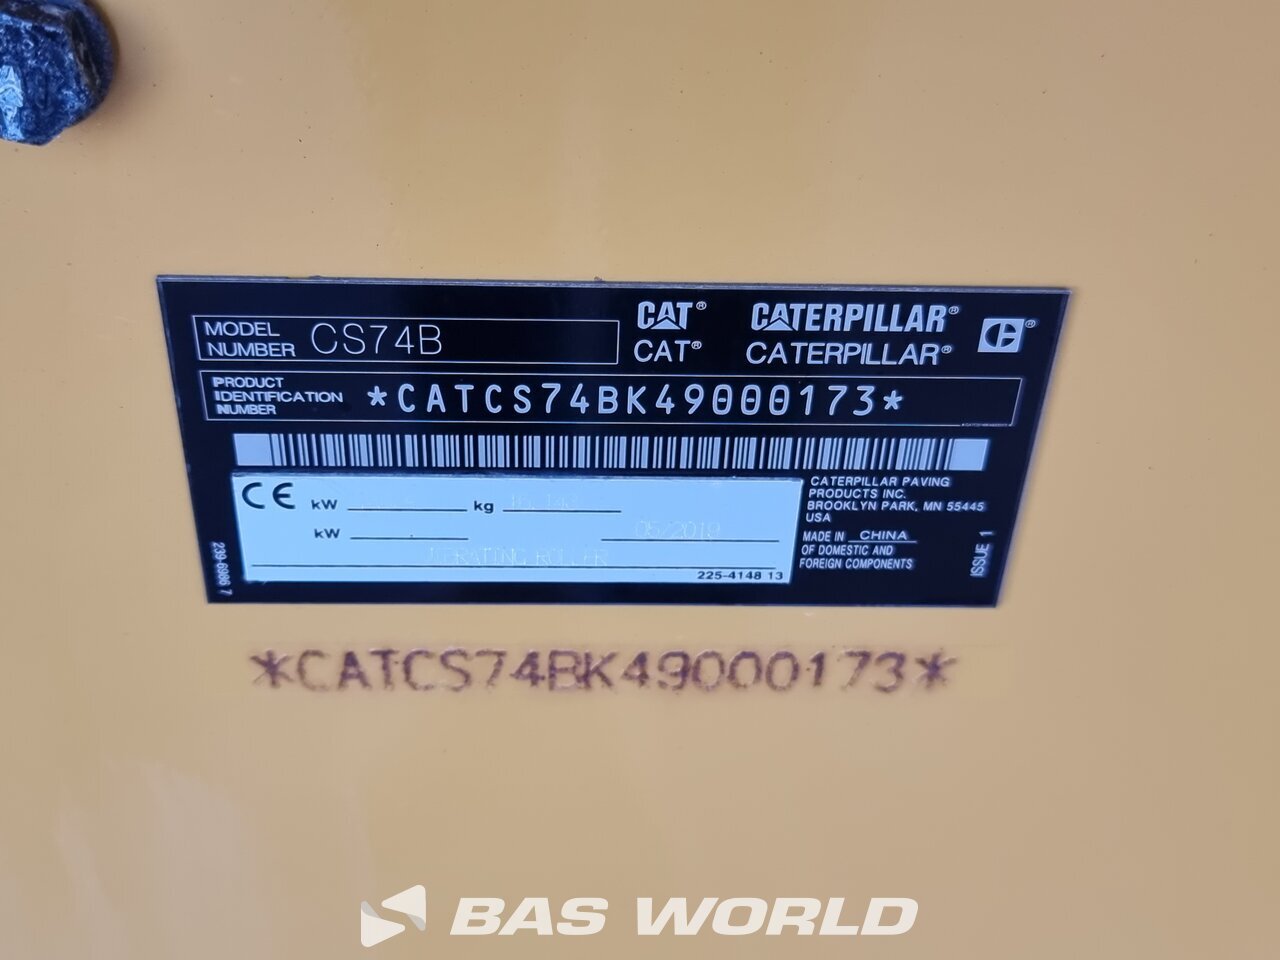 CAT® CATERPILLAR®
MODEL NUMBER CS74B
CAT® CATERPILLAR®
PRODUCT IDENTIFICATION NUMBER *CATCS74BK49000173*
CATERPILLAR PAVING
PRODUCTS INC.
BROOKLYN PARK, MN 55445
USA
CE kW kg
kW 05/2019
MADE IN CHINA
OF DOMESTIC AND
FOREIGN COMPONENTS
VIBRATING ROLLER
225-4148 13
239-6986 7
ISSUE 1
*CATCS74BK49000173*
BAS WORLD